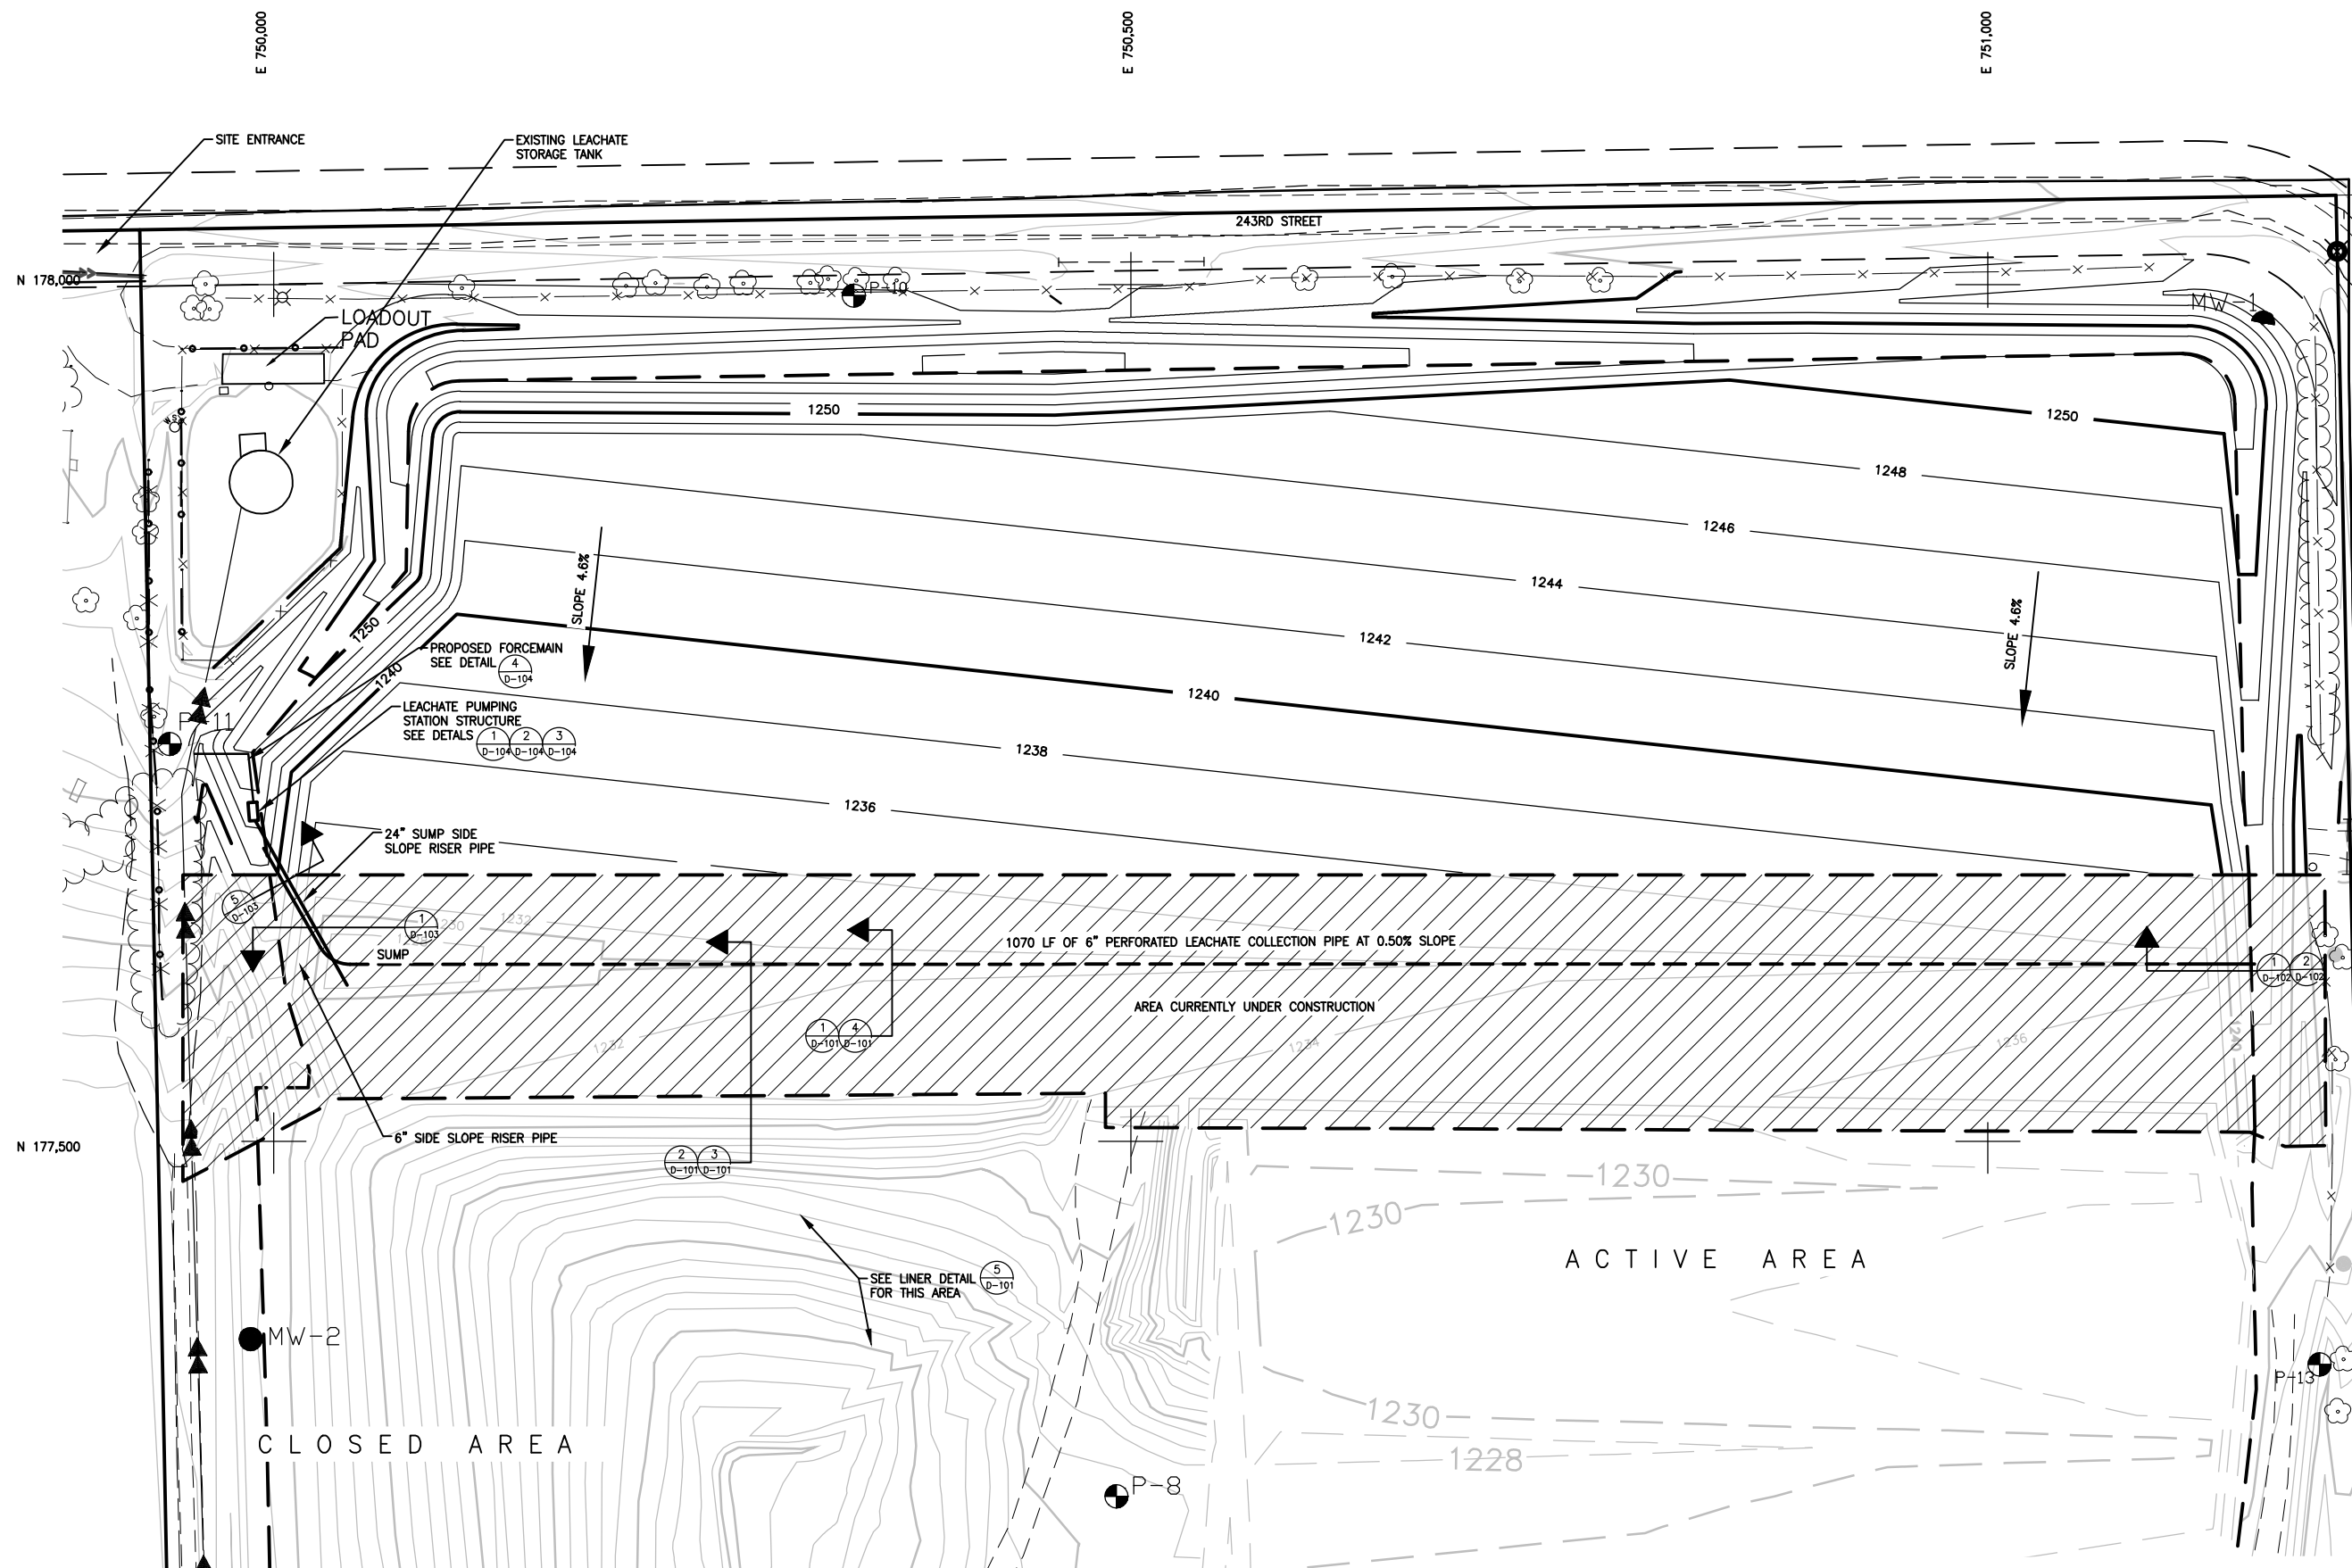 E 750,000
E 750,500
E 751,000
SITE ENTRANCE
EXISTING LEACHATE
STORAGE TANK
243RD STREET
N 178,000
P-10
MW-1
LOADOUT
PAD
1250
1250
1248
1246
1244
1242
1240
1238
1236
SLOPE 4.6%
SLOPE 4.6%
1250
1240
PROPOSED FORCEMAIN
SEE DETAIL 4
D-104
LEACHATE PUMPING
STATION STRUCTURE
SEE DETALS 1 2 3
D-104 D-104 D-104
P-11
24" SUMP SIDE
SLOPE RISER PIPE
5
D-103
1
D-103
1230
1232
SUMP
1070 LF OF 6" PERFORATED LEACHATE COLLECTION PIPE AT 0.50% SLOPE
1 2
D-102 D-102
AREA CURRENTLY UNDER CONSTRUCTION
1 4
D-101 D-101
1232
1234
1236
1240
N 177,500
6" SIDE SLOPE RISER PIPE
2 3
D-101 D-101
1230
1230
ACTIVE AREA
SEE LINER DETAIL 5
FOR THIS AREA D-101
MW-2
P-13
1230
CLOSED AREA
1228
P-8